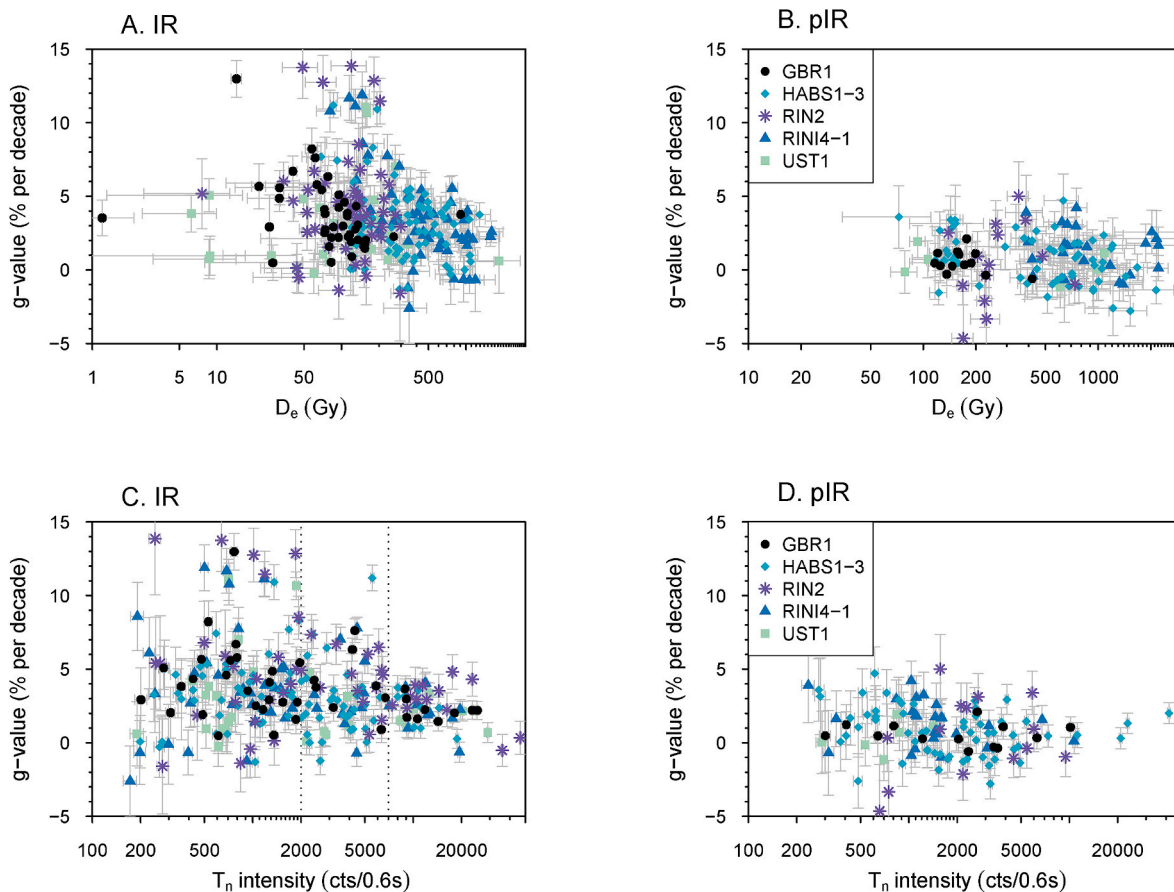 A. IR
15
10
5
0
−5
g-value (% per decade)
1 5 10 50 500
De (Gy)
B. pIR
15
10
5
0
−5
g-value (% per decade)
GBR1
HABS1−3
RIN2
RINI4−1
UST1
10 20 50 100 200 500 1000
De (Gy)
C. IR
15
10
5
0
−5
g-value (% per decade)
100 200 500 2000 5000 20000
Tn intensity (cts/0.6s)
D. pIR
15
10
5
0
−5
g-value (% per decade)
GBR1
HABS1−3
RIN2
RINI4−1
UST1
100 200 500 1000 2000 5000 20000
Tn intensity (cts/0.6s)